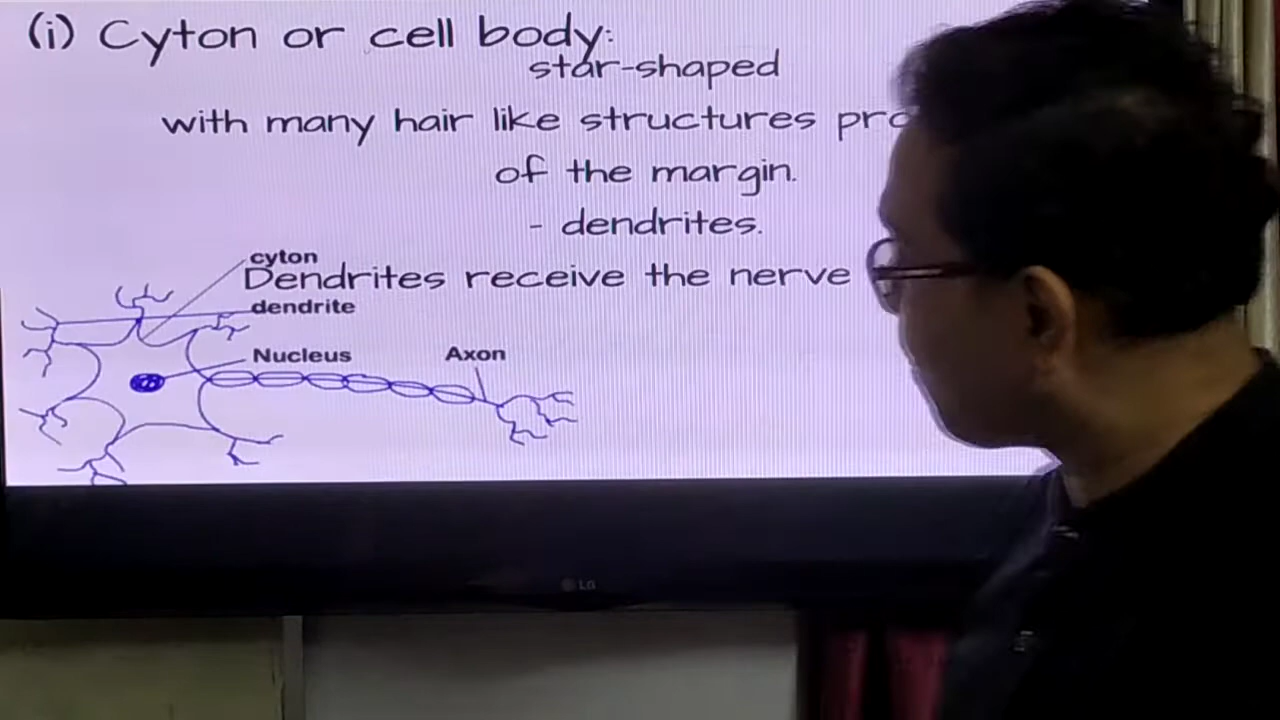 (i) Cyton or cell body:
star-shaped
with many hair like structures
of the margin.
- dendrites.
cyton
Dendrites receive the nerve
dendrite
Nucleus
Axon
LG